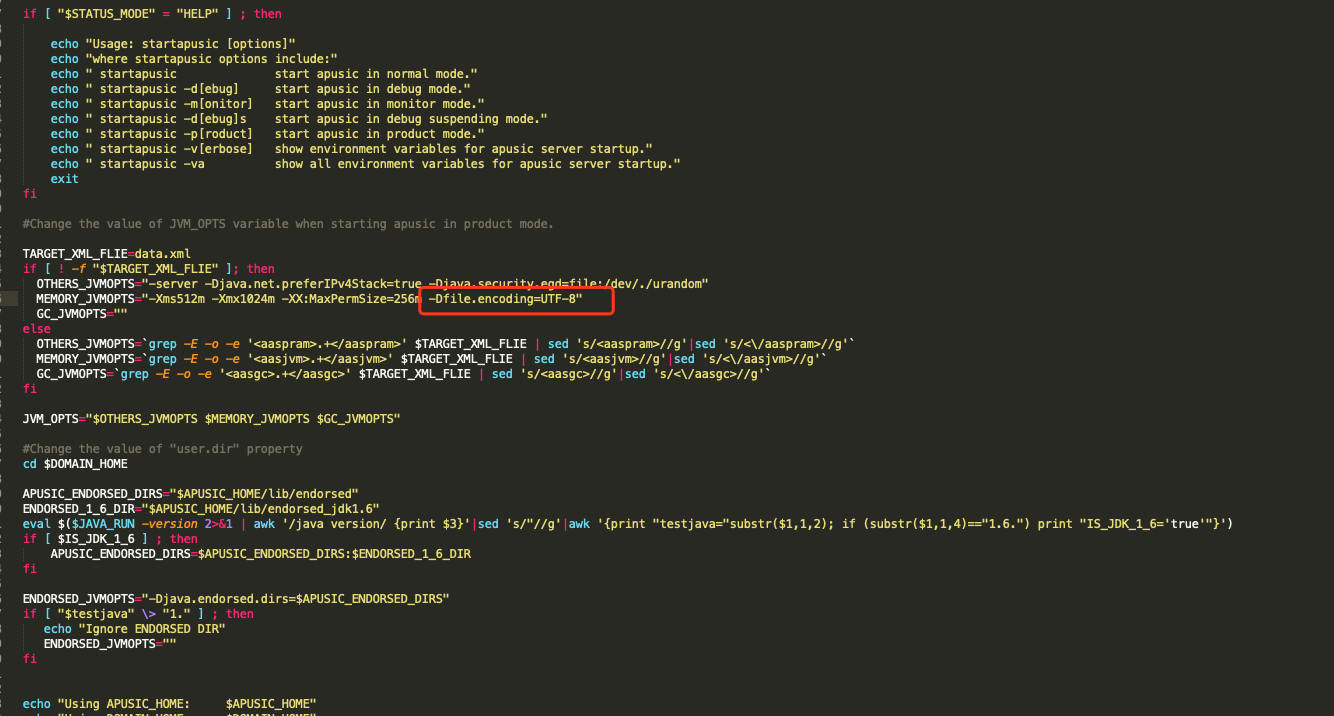 if [ "$STATUS_MODE" = "HELP" ] ; then
echo "Usage: startapusic [options]"
echo "where startapusic options include:"
echo " startapusic              start apusic in normal mode."
echo " startapusic -d[ebug]     start apusic in debug mode."
echo " startapusic -m[onitor]   start apusic in monitor mode."
echo " startapusic -d[ebug]s    start apusic in debug suspending mode."
echo " startapusic -p[roduct]   start apusic in product mode."
echo " startapusic -v[erbose]   show environment variables for apusic server startup."
echo " startapusic -va          show all environment variables for apusic server startup."
exit
fi
#Change the value of JVM_OPTS variable when starting apusic in product mode.
TARGET_XML_FLIE=data.xml
if [ ! -f "$TARGET_XML_FLIE" ]; then
OTHERS_JVMOPTS="-server -Djava.net.preferIPv4Stack=true -Djava.security.egd=file:/dev/./urandom"
MEMORY_JVMOPTS="-Xms512m -Xmx1024m -XX:MaxPermSize=256m -Dfile.encoding=UTF-8"
GC_JVMOPTS=""
else
OTHERS_JVMOPTS=`grep -E -o -e '<aaspram>.+</aaspram>' $TARGET_XML_FLIE | sed 's/<aaspram>//g'|sed 's/<\/aaspram>//g'`
MEMORY_JVMOPTS=`grep -E -o -e '<aasjvm>.+</aasjvm>' $TARGET_XML_FLIE | sed 's/<aasjvm>//g'|sed 's/<\/aasjvm>//g'`
GC_JVMOPTS=`grep -E -o -e '<aasgc>.+</aasgc>' $TARGET_XML_FLIE | sed 's/<aasgc>//g'|sed 's/<\/aasgc>//g'`
fi
JVM_OPTS="$OTHERS_JVMOPTS $MEMORY_JVMOPTS $GC_JVMOPTS"
#Change the value of "user.dir" property
cd $DOMAIN_HOME
APUSIC_ENDORSED_DIRS="$APUSIC_HOME/lib/endorsed"
ENDORSED_1_6_DIR="$APUSIC_HOME/lib/endorsed_jdk1.6"
eval $($JAVA_RUN -version 2>&1 | awk '/java version/ {print $3}'|sed 's/"//g'|awk '{print "testjava="substr($1,1,2); if (substr($1,1,4)=="1.6.") print "IS_JDK_1_6='true'"}')
if [ $IS_JDK_1_6 ] ; then
APUSIC_ENDORSED_DIRS=$APUSIC_ENDORSED_DIRS:$ENDORSED_1_6_DIR
fi
ENDORSED_JVMOPTS="-Djava.endorsed.dirs=$APUSIC_ENDORSED_DIRS"
if [ "$testjava" \> "1." ] ; then
echo "Ignore ENDORSED DIR"
ENDORSED_JVMOPTS=""
fi
echo "Using APUSIC_HOME:     $APUSIC_HOME"